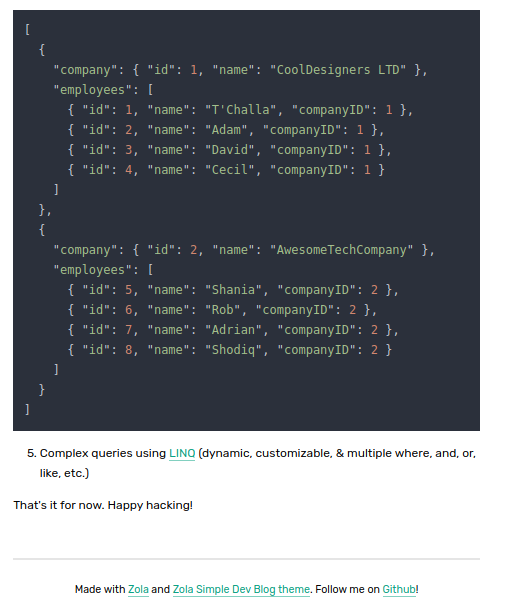 [
  {
    "company": { "id": 1, "name": "CoolDesigners LTD" },
    "employees": [
      { "id": 1, "name": "T'Challa", "companyID": 1 },
      { "id": 2, "name": "Adam", "companyID": 1 },
      { "id": 3, "name": "David", "companyID": 1 },
      { "id": 4, "name": "Cecil", "companyID": 1 }
    ]
  },
  {
    "company": { "id": 2, "name": "AwesomeTechCompany" },
    "employees": [
      { "id": 5, "name": "Shania", "companyID": 2 },
      { "id": 6, "name": "Rob", "companyID": 2 },
      { "id": 7, "name": "Adrian", "companyID": 2 },
      { "id": 8, "name": "Shodiq", "companyID": 2 }
    ]
  }
]
5. Complex queries using LINQ (dynamic, customizable, & multiple where, and, or,
like, etc.)
That's it for now. Happy hacking!
Made with Zola and Zola Simple Dev Blog theme. Follow me on Github!